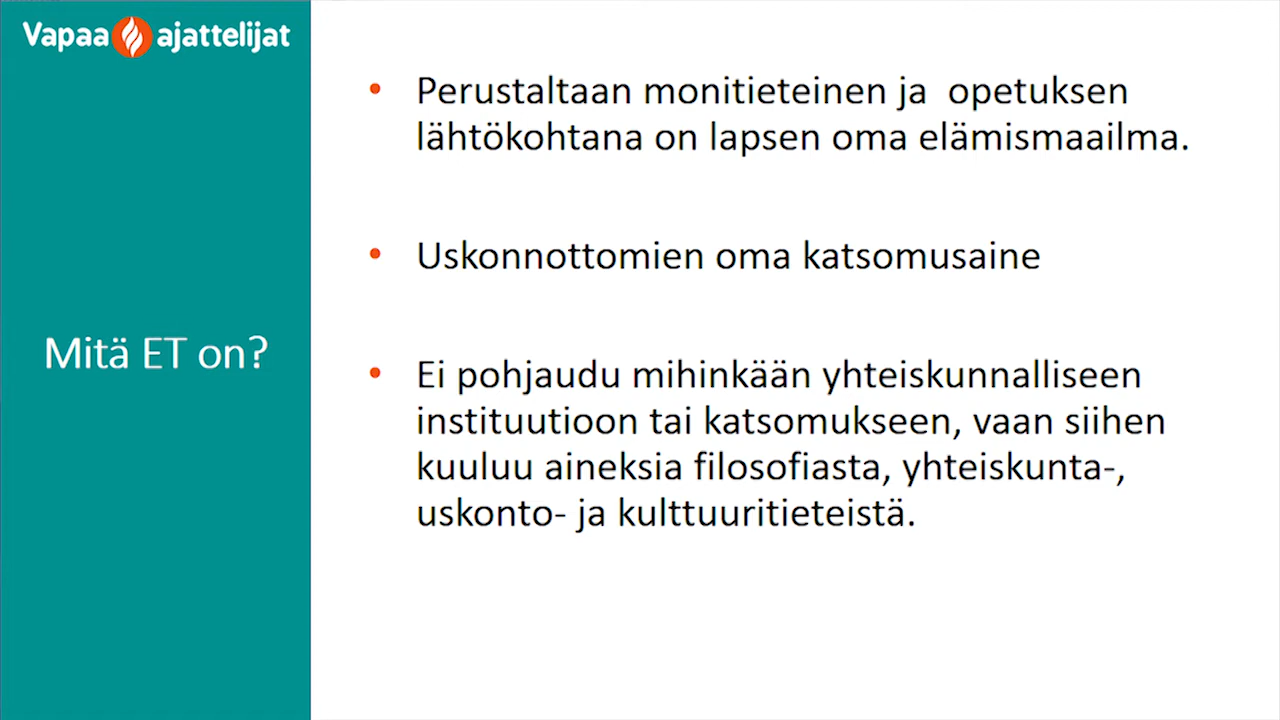 Vapaa ajattelijat
Mitä ET on?
Perustaltaan monitieteinen ja opetuksen
lähtökohtana on lapsen oma elämismaailma.
Uskonnottomien oma katsomusaine
Ei pohjaudu mihinkään yhteiskunnalliseen
instituutioon tai katsomukseen, vaan siihen
kuuluu aineksia filosofiasta, yhteiskunta-,
uskonto- ja kulttuuritieteistä.